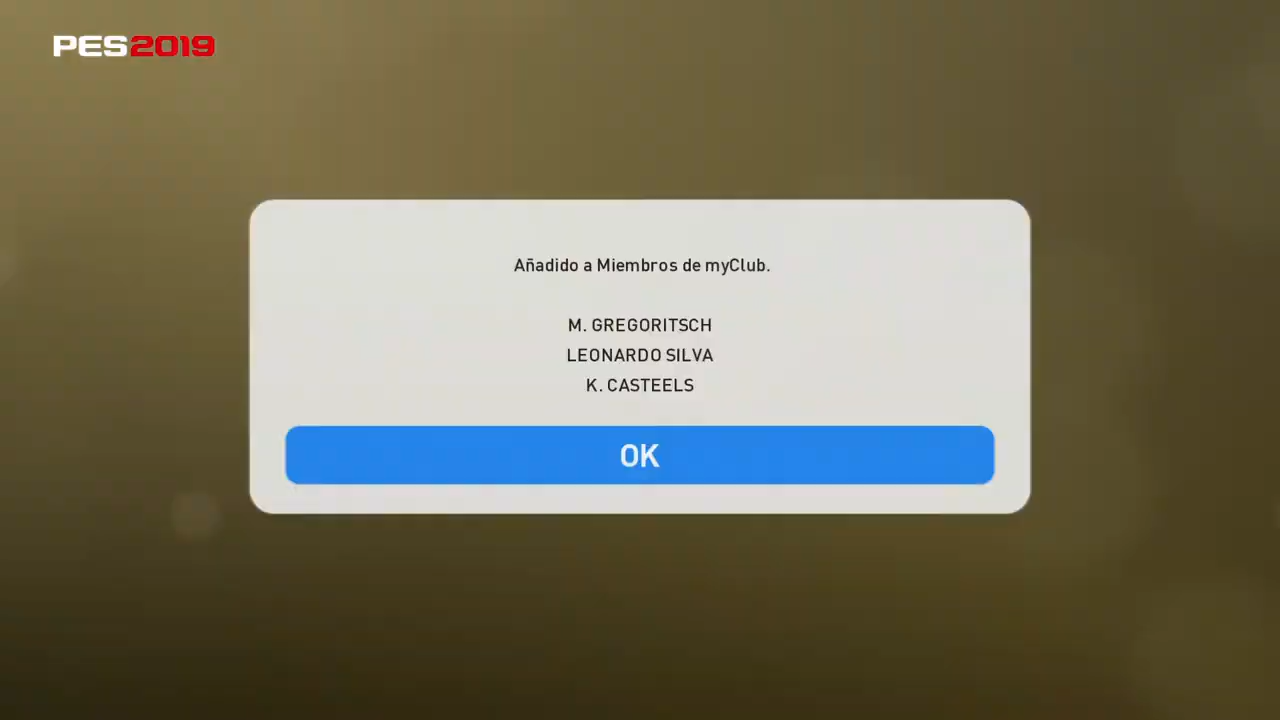 PES2019
Añadido a Miembros de myClub.
M. GREGORITSCH
LEONARDO SILVA
K. CASTEELS
OK